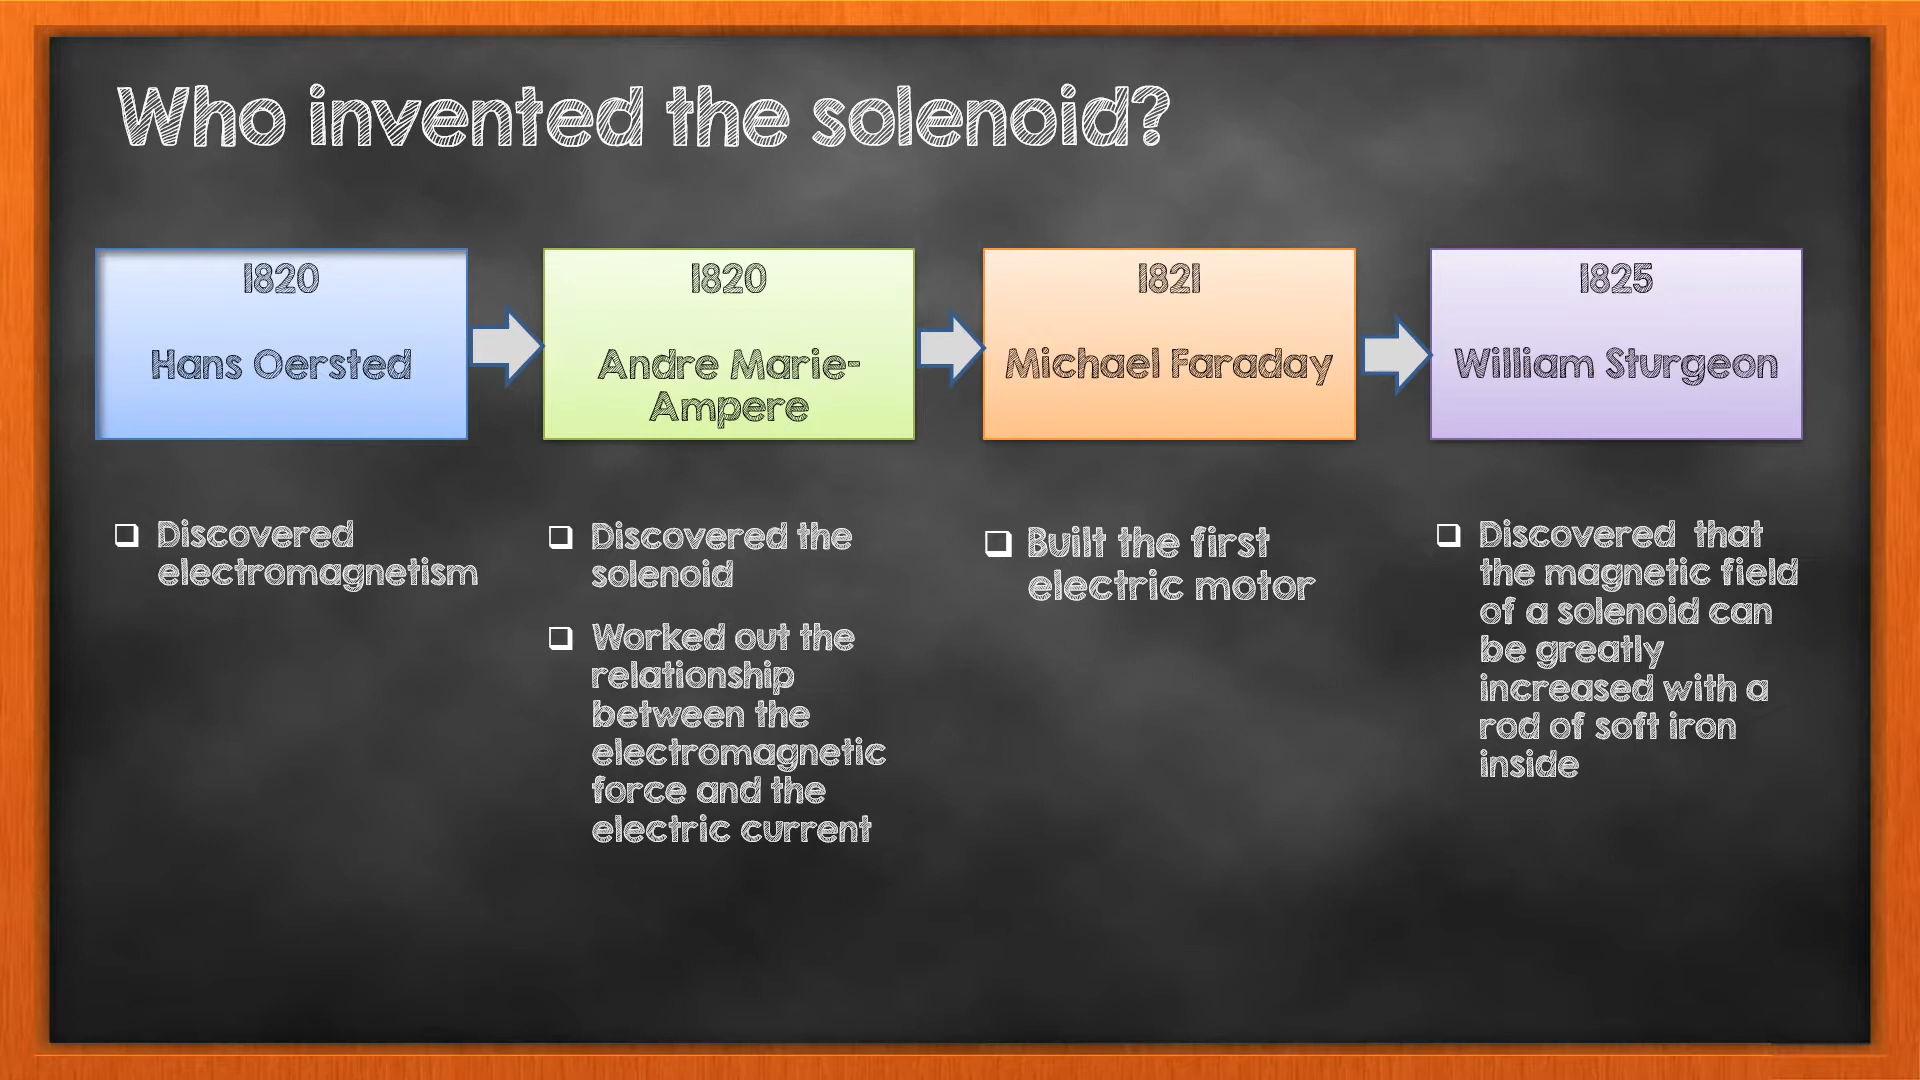 Who invented the solenoid?
1820
Hans Oersted
1820
Andre Marie-
Ampere
1821
Michael Faraday
1825
William Sturgeon
Discovered
electromagnetism
Discovered the
solenoid
Worked out the
relationship
between the
electromagnetic
force and the
electric current
Built the first
electric motor
Discovered that
the magnetic field
of a solenoid can
be greatly
increased with a
rod of soft iron
inside